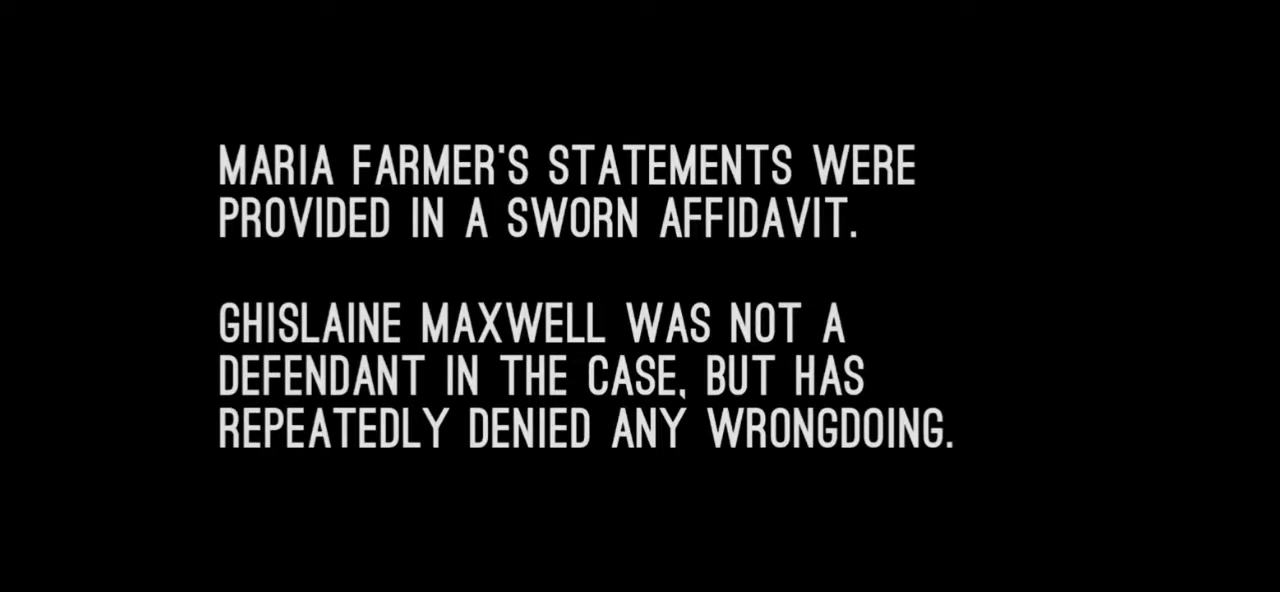 MARIA FARMER'S STATEMENTS WERE
PROVIDED IN A SWORN AFFIDAVIT.
GHISLAINE MAXWELL WAS NOT A
DEFENDANT IN THE CASE, BUT HAS
REPEATEDLY DENIED ANY WRONGDOING.